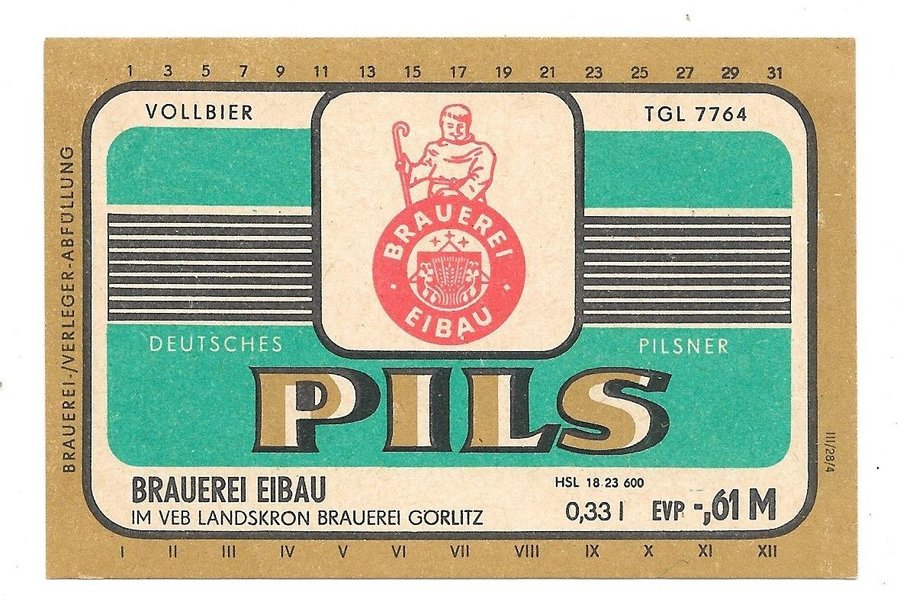 1 3 5 7 9 11 13 15 17 19 21 23 25 27 29 31
VOLLBIER
TGL 7764
BRAUEREI
EIBAU
DEUTSCHES
PILSNER
PILS
BRAUEREI EIBAU
IM VEB LANDSKRON BRAUEREI GÖRLITZ
HSL 18 23 600
0,33 l EVP -,61 M
I II III IV V VI VII VIII IX X XI XII
BRAUEREI-/VERLEGER-ABFÜLLUNG
III/28/4